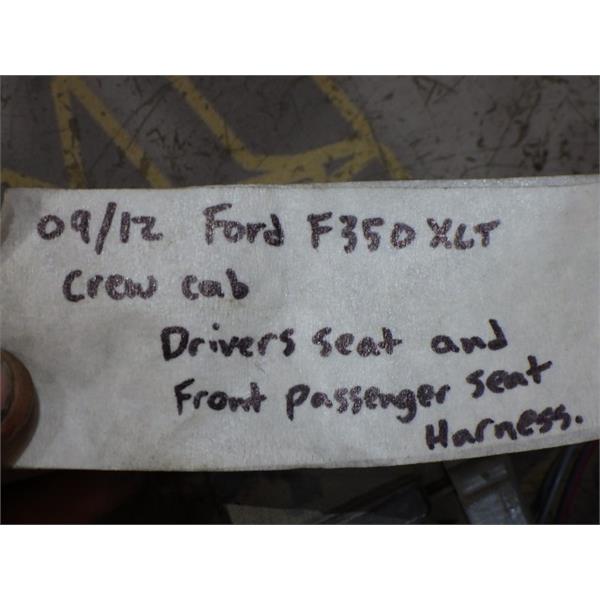 09/12 Ford F350 XLT
Crew cab
Drivers seat and
Front passenger seat
Harness.